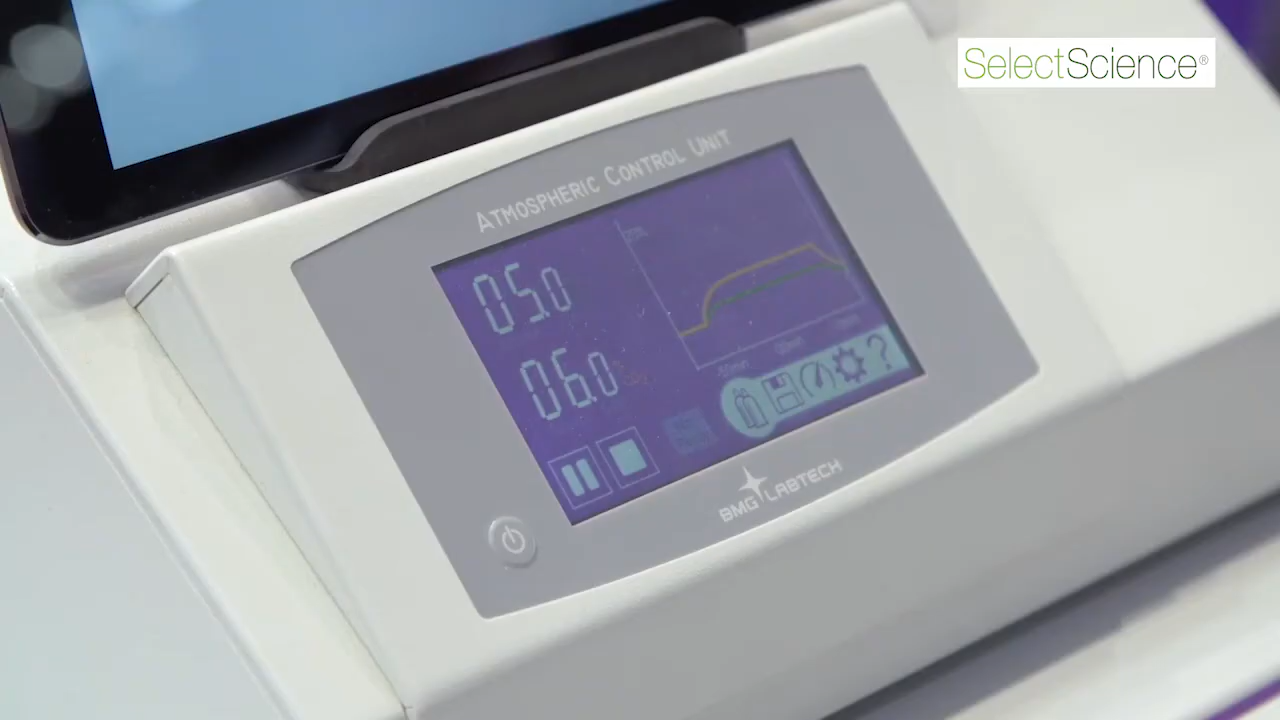 SelectScience®
ATMOSPHERIC CONTROL UNIT
05.0
06.0
?
BMG LABTECH